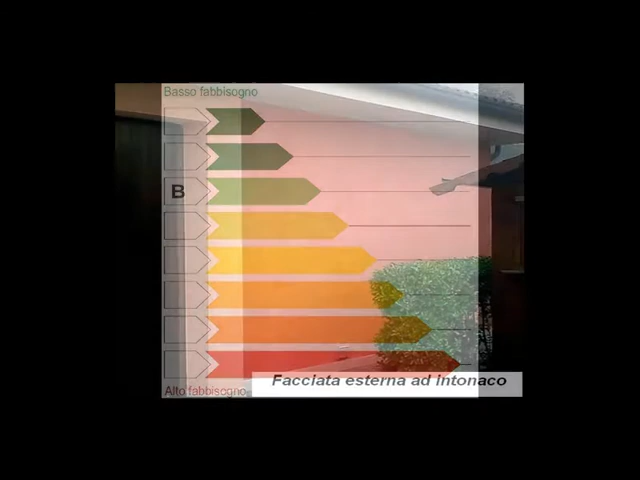 Basso fabbisogno
B
Facciata esterna ad intonaco
Alto fabbisogno